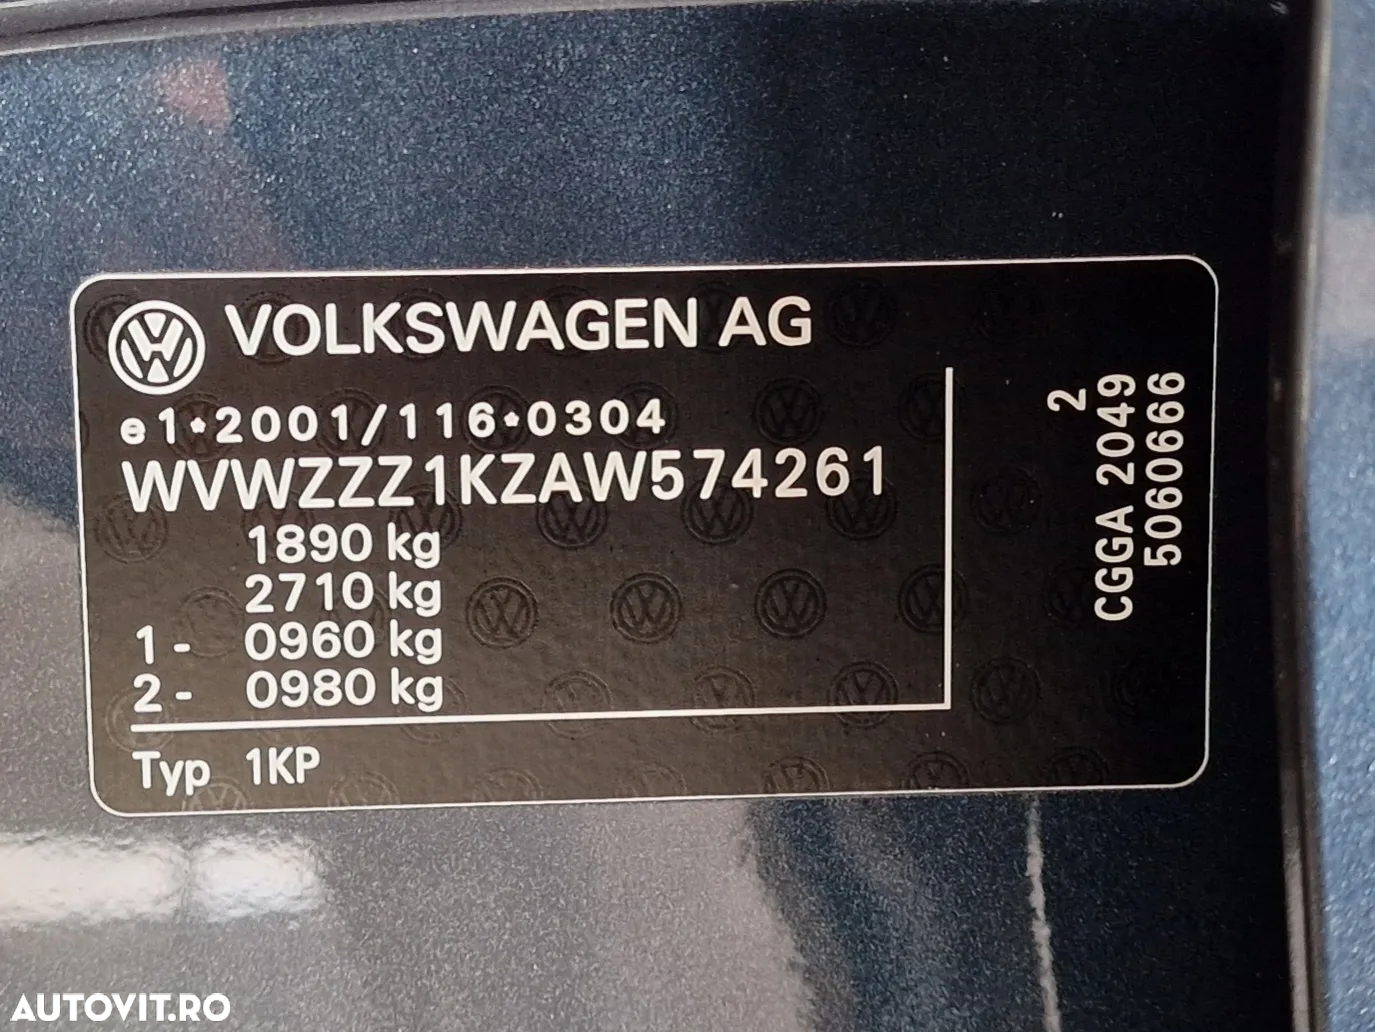 VOLKSWAGEN AG
e1*2001/116*0304
WVWZZZ1KZAW574261
1890 kg
2710 kg
1- 0960 kg
2- 0980 kg
Typ 1KP
2
CGGA 2049
5060666
AUTOVIT.RO